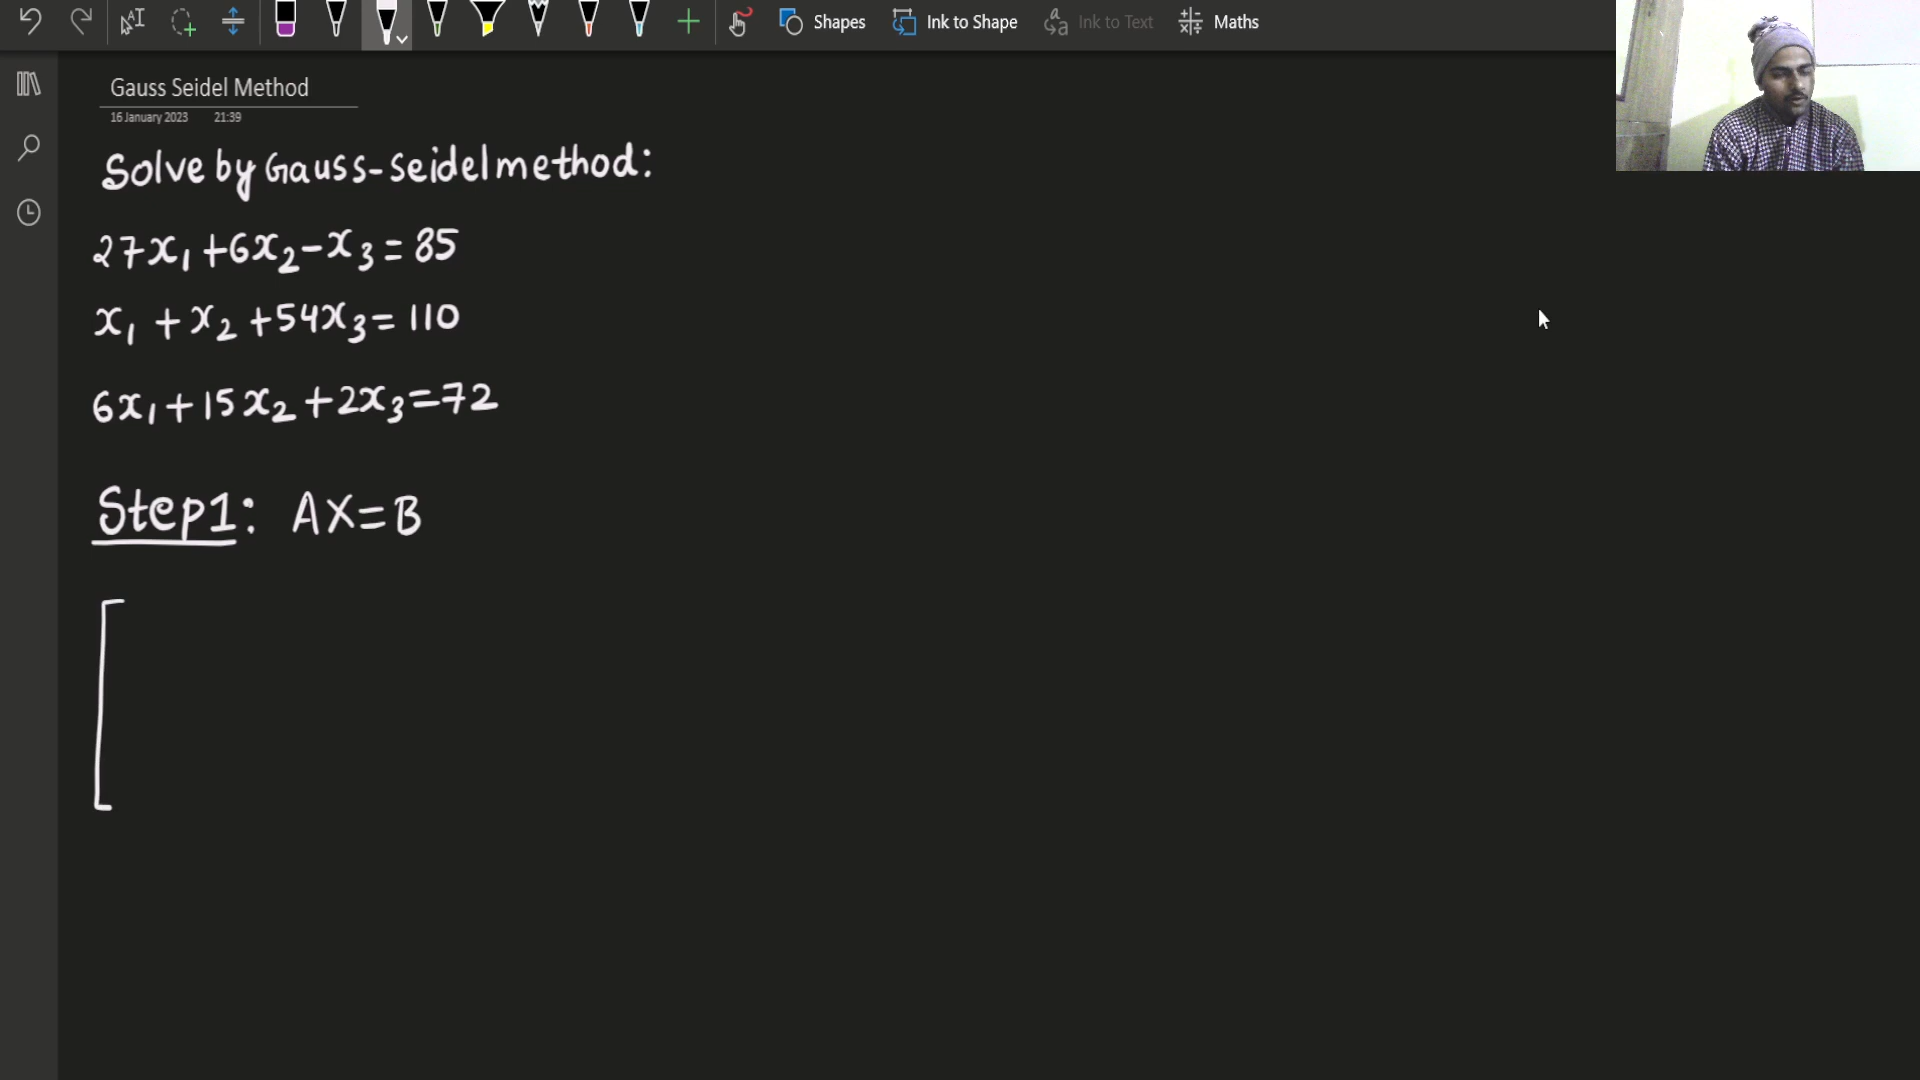 Shapes Ink to Shape Ink to Text Maths
Gauss Seidel Method
16 January 2023 21:39
Solve by Gauss-seidel method:
27x₁+6x₂-x₃=85
x₁+x₂+54x₃=110
6x₁+15x₂+2x₃=72
Step1: AX=B
[